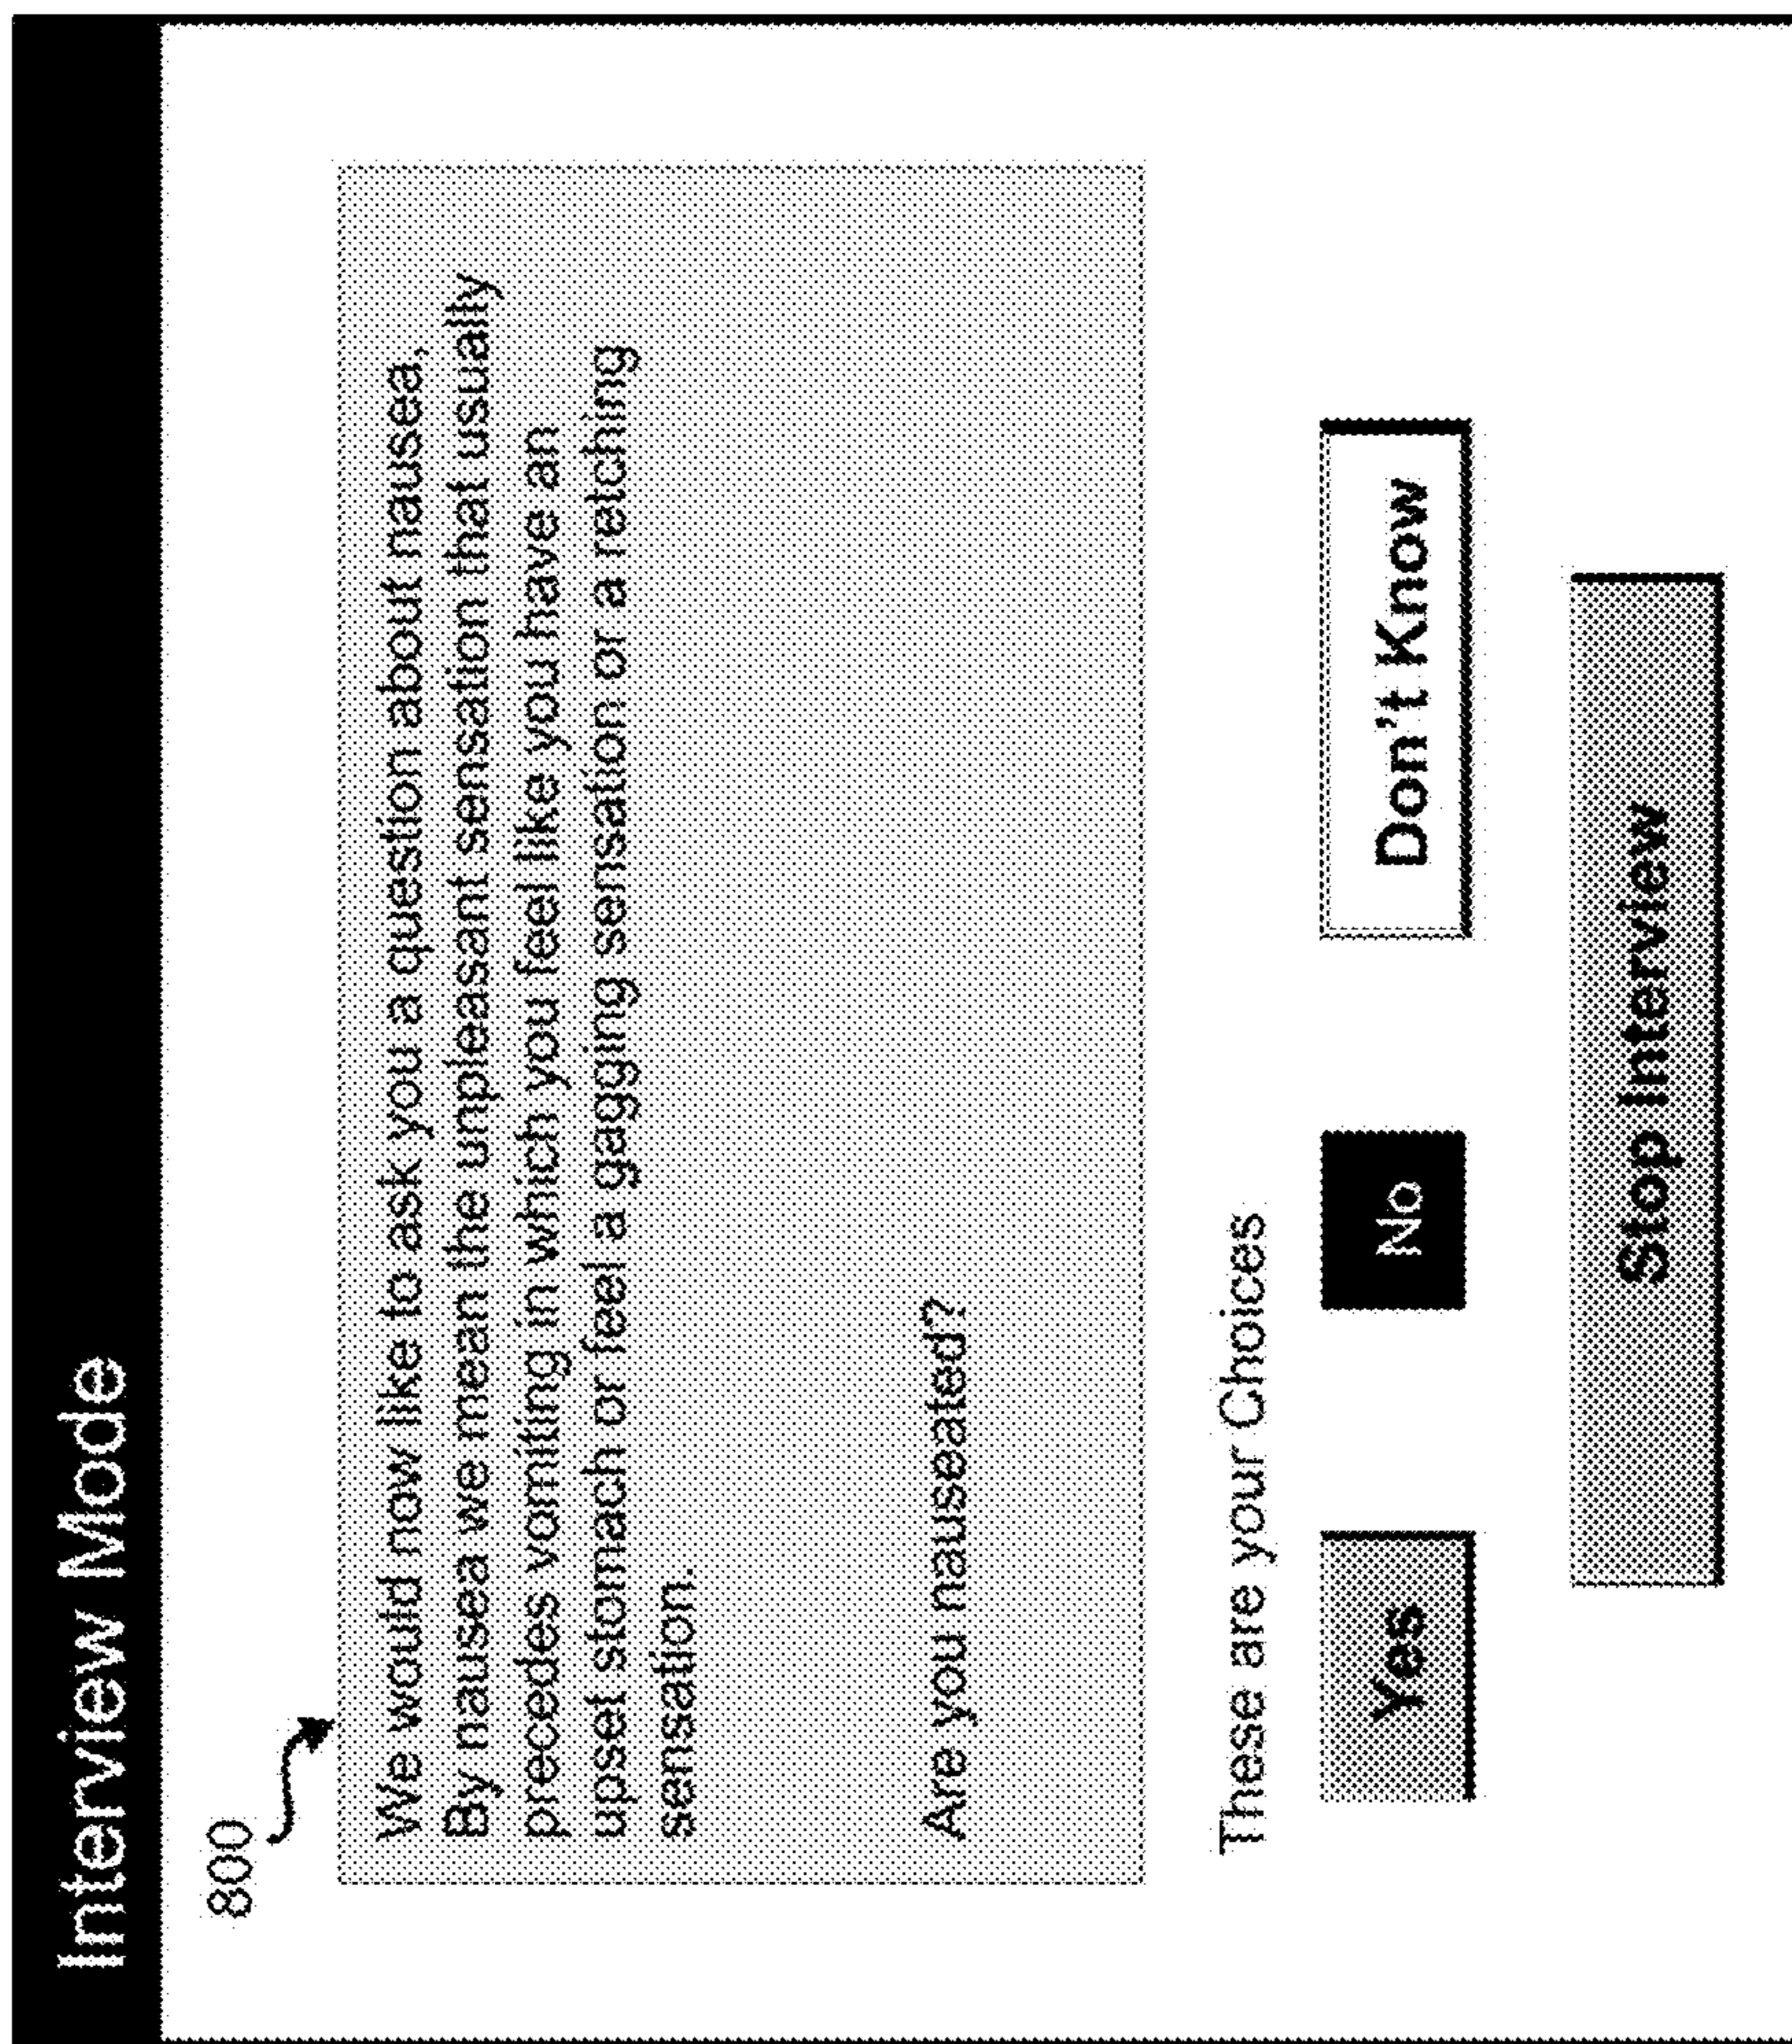 Interview Mode
800
We would now like to ask you a question about nausea,
By nausea we mean the unpleasant sensation that usually
precedes vomiting in which you feel like you have an
upset stomach or feel a gagging sensation or a retching
sensation.
Are you nauseated?
These are your Choices
Yes No Don't Know
Stop Interview